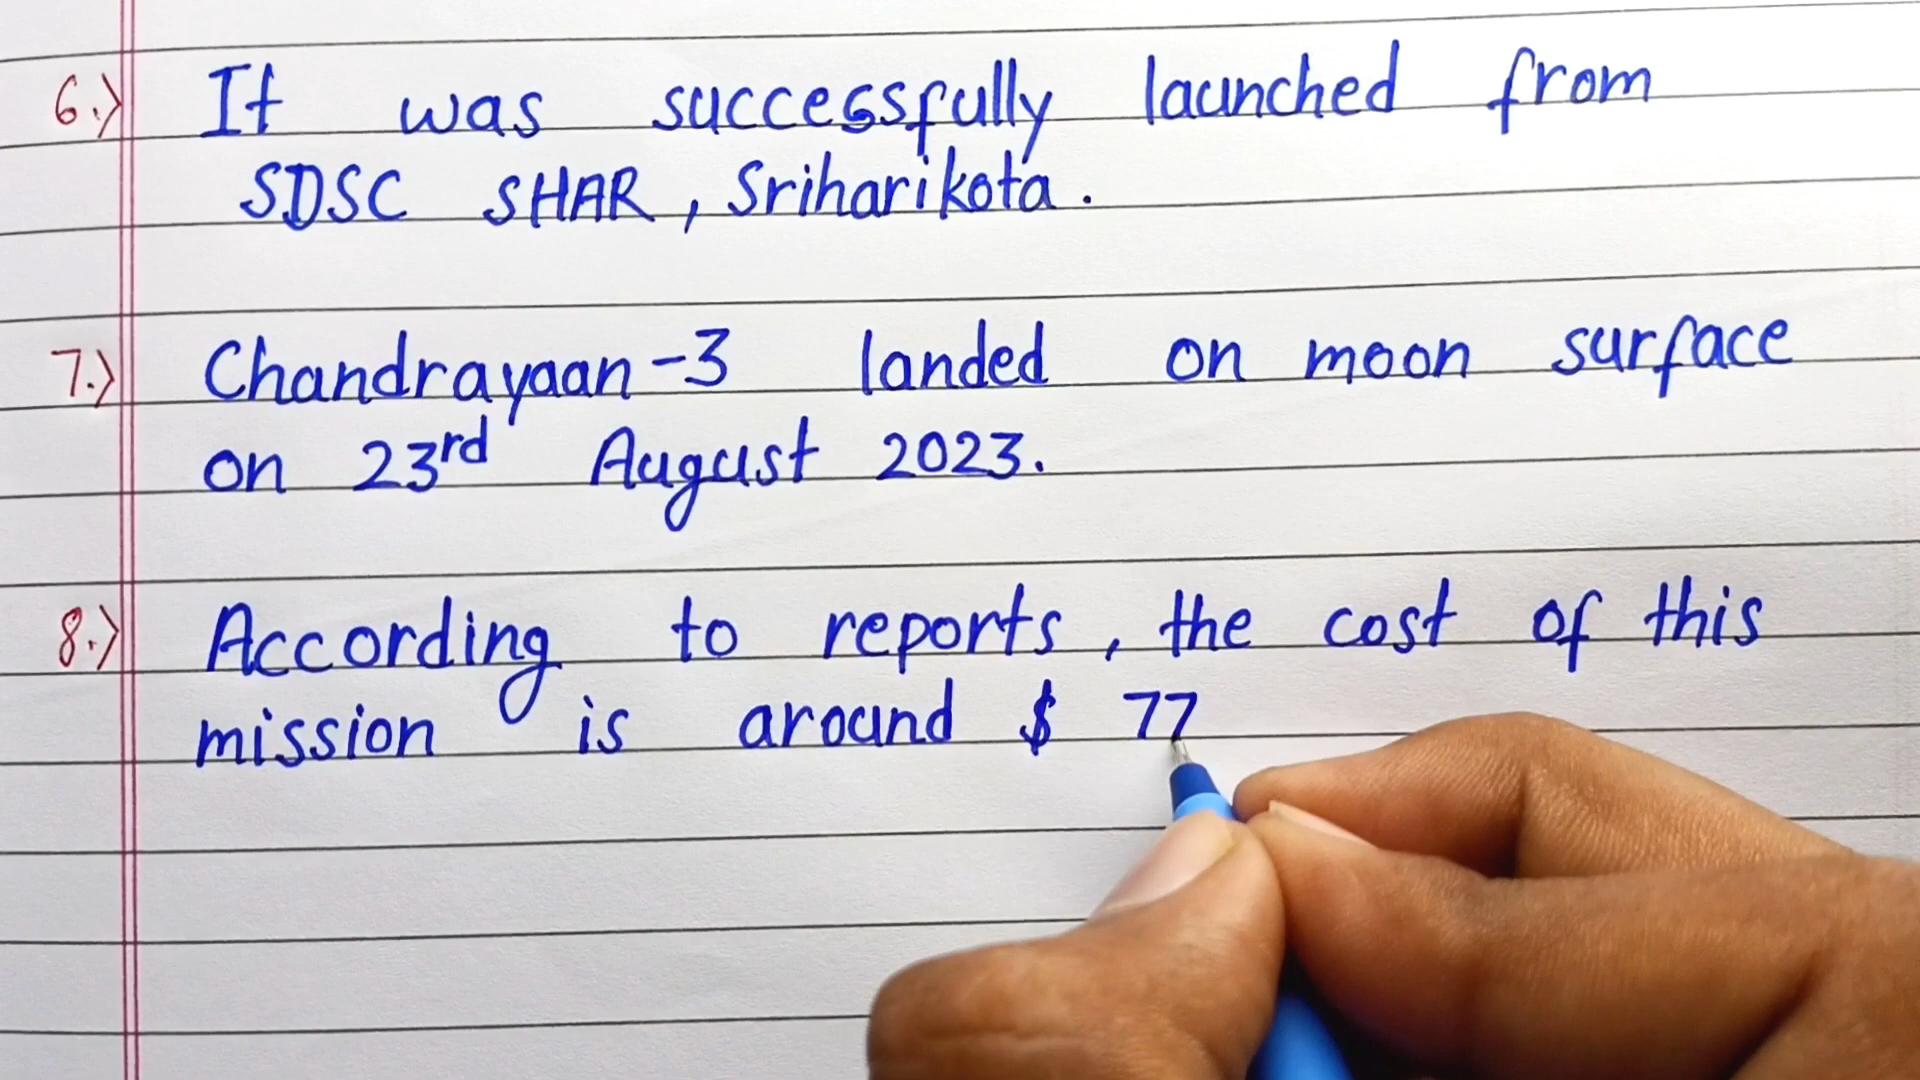 6.) It was successfully launched from
SDSC SHAR, Sriharikota.
7.) Chandrayaan-3 landed on moon surface
on 23rd August 2023.
8.) According to reports, the cost of this
mission is around $ 77